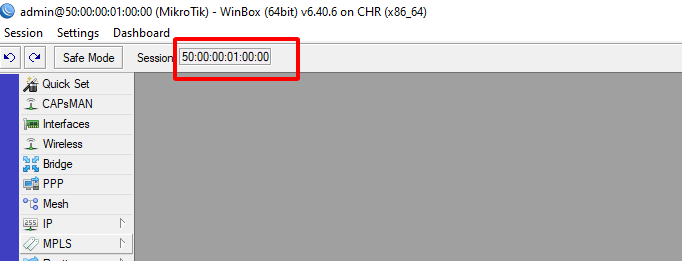 admin@50:00:00:01:00:00 (MikroTik) - WinBox (64bit) v6.40.6 on CHR (x86_64)
Session Settings Dashboard
Safe Mode Session 50:00:00:01:00:00
Quick Set
CAPsMAN
Interfaces
Wireless
Bridge
PPP
Mesh
255 IP
MPLS